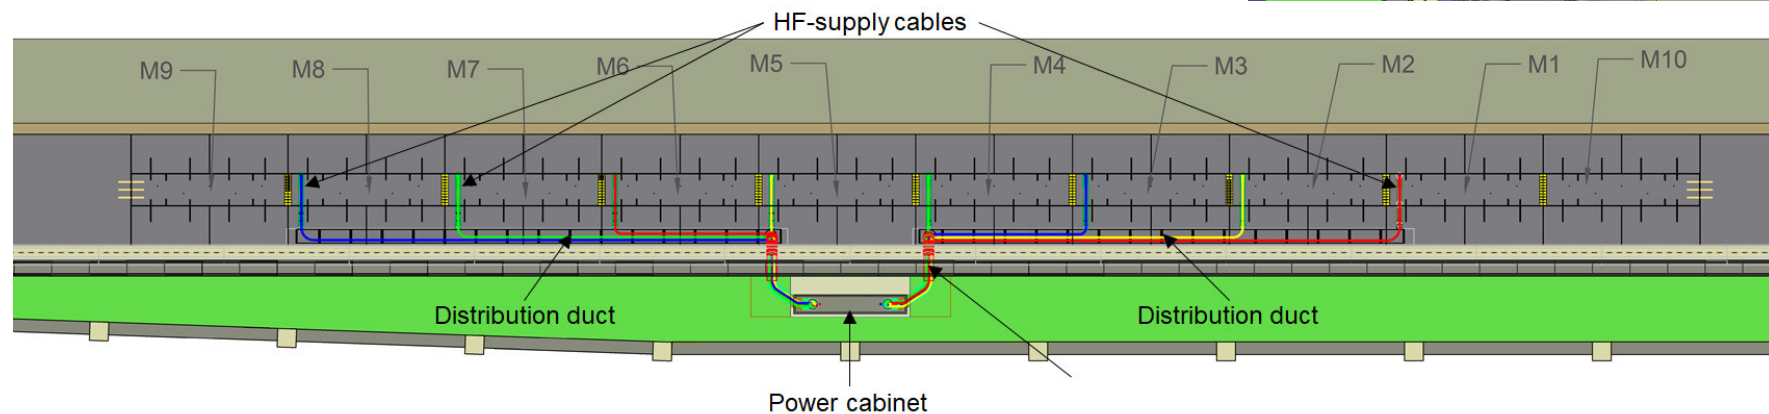 HF-supply cables
M9
M8
M7
M6
M5
M4
M3
M2
M1
M10
Distribution duct
Distribution duct
Power cabinet